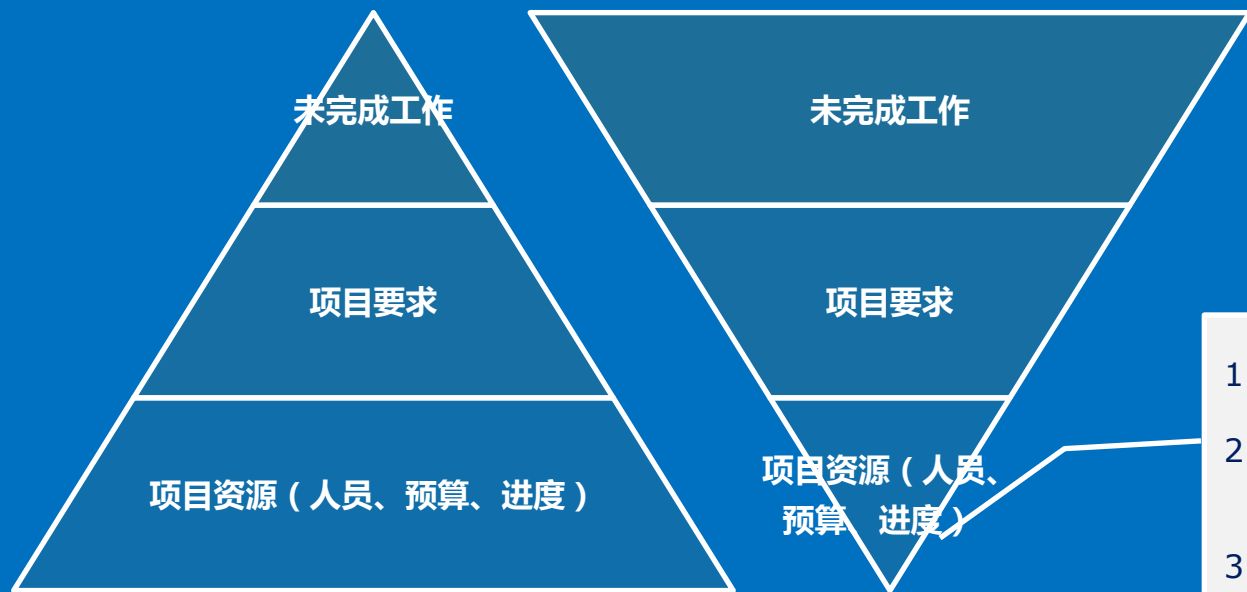 未完成工作
项目要求
项目资源（人员、预算、进度）
未完成工作
项目要求
项目资源（人员、
预算、进度）
1
2
3